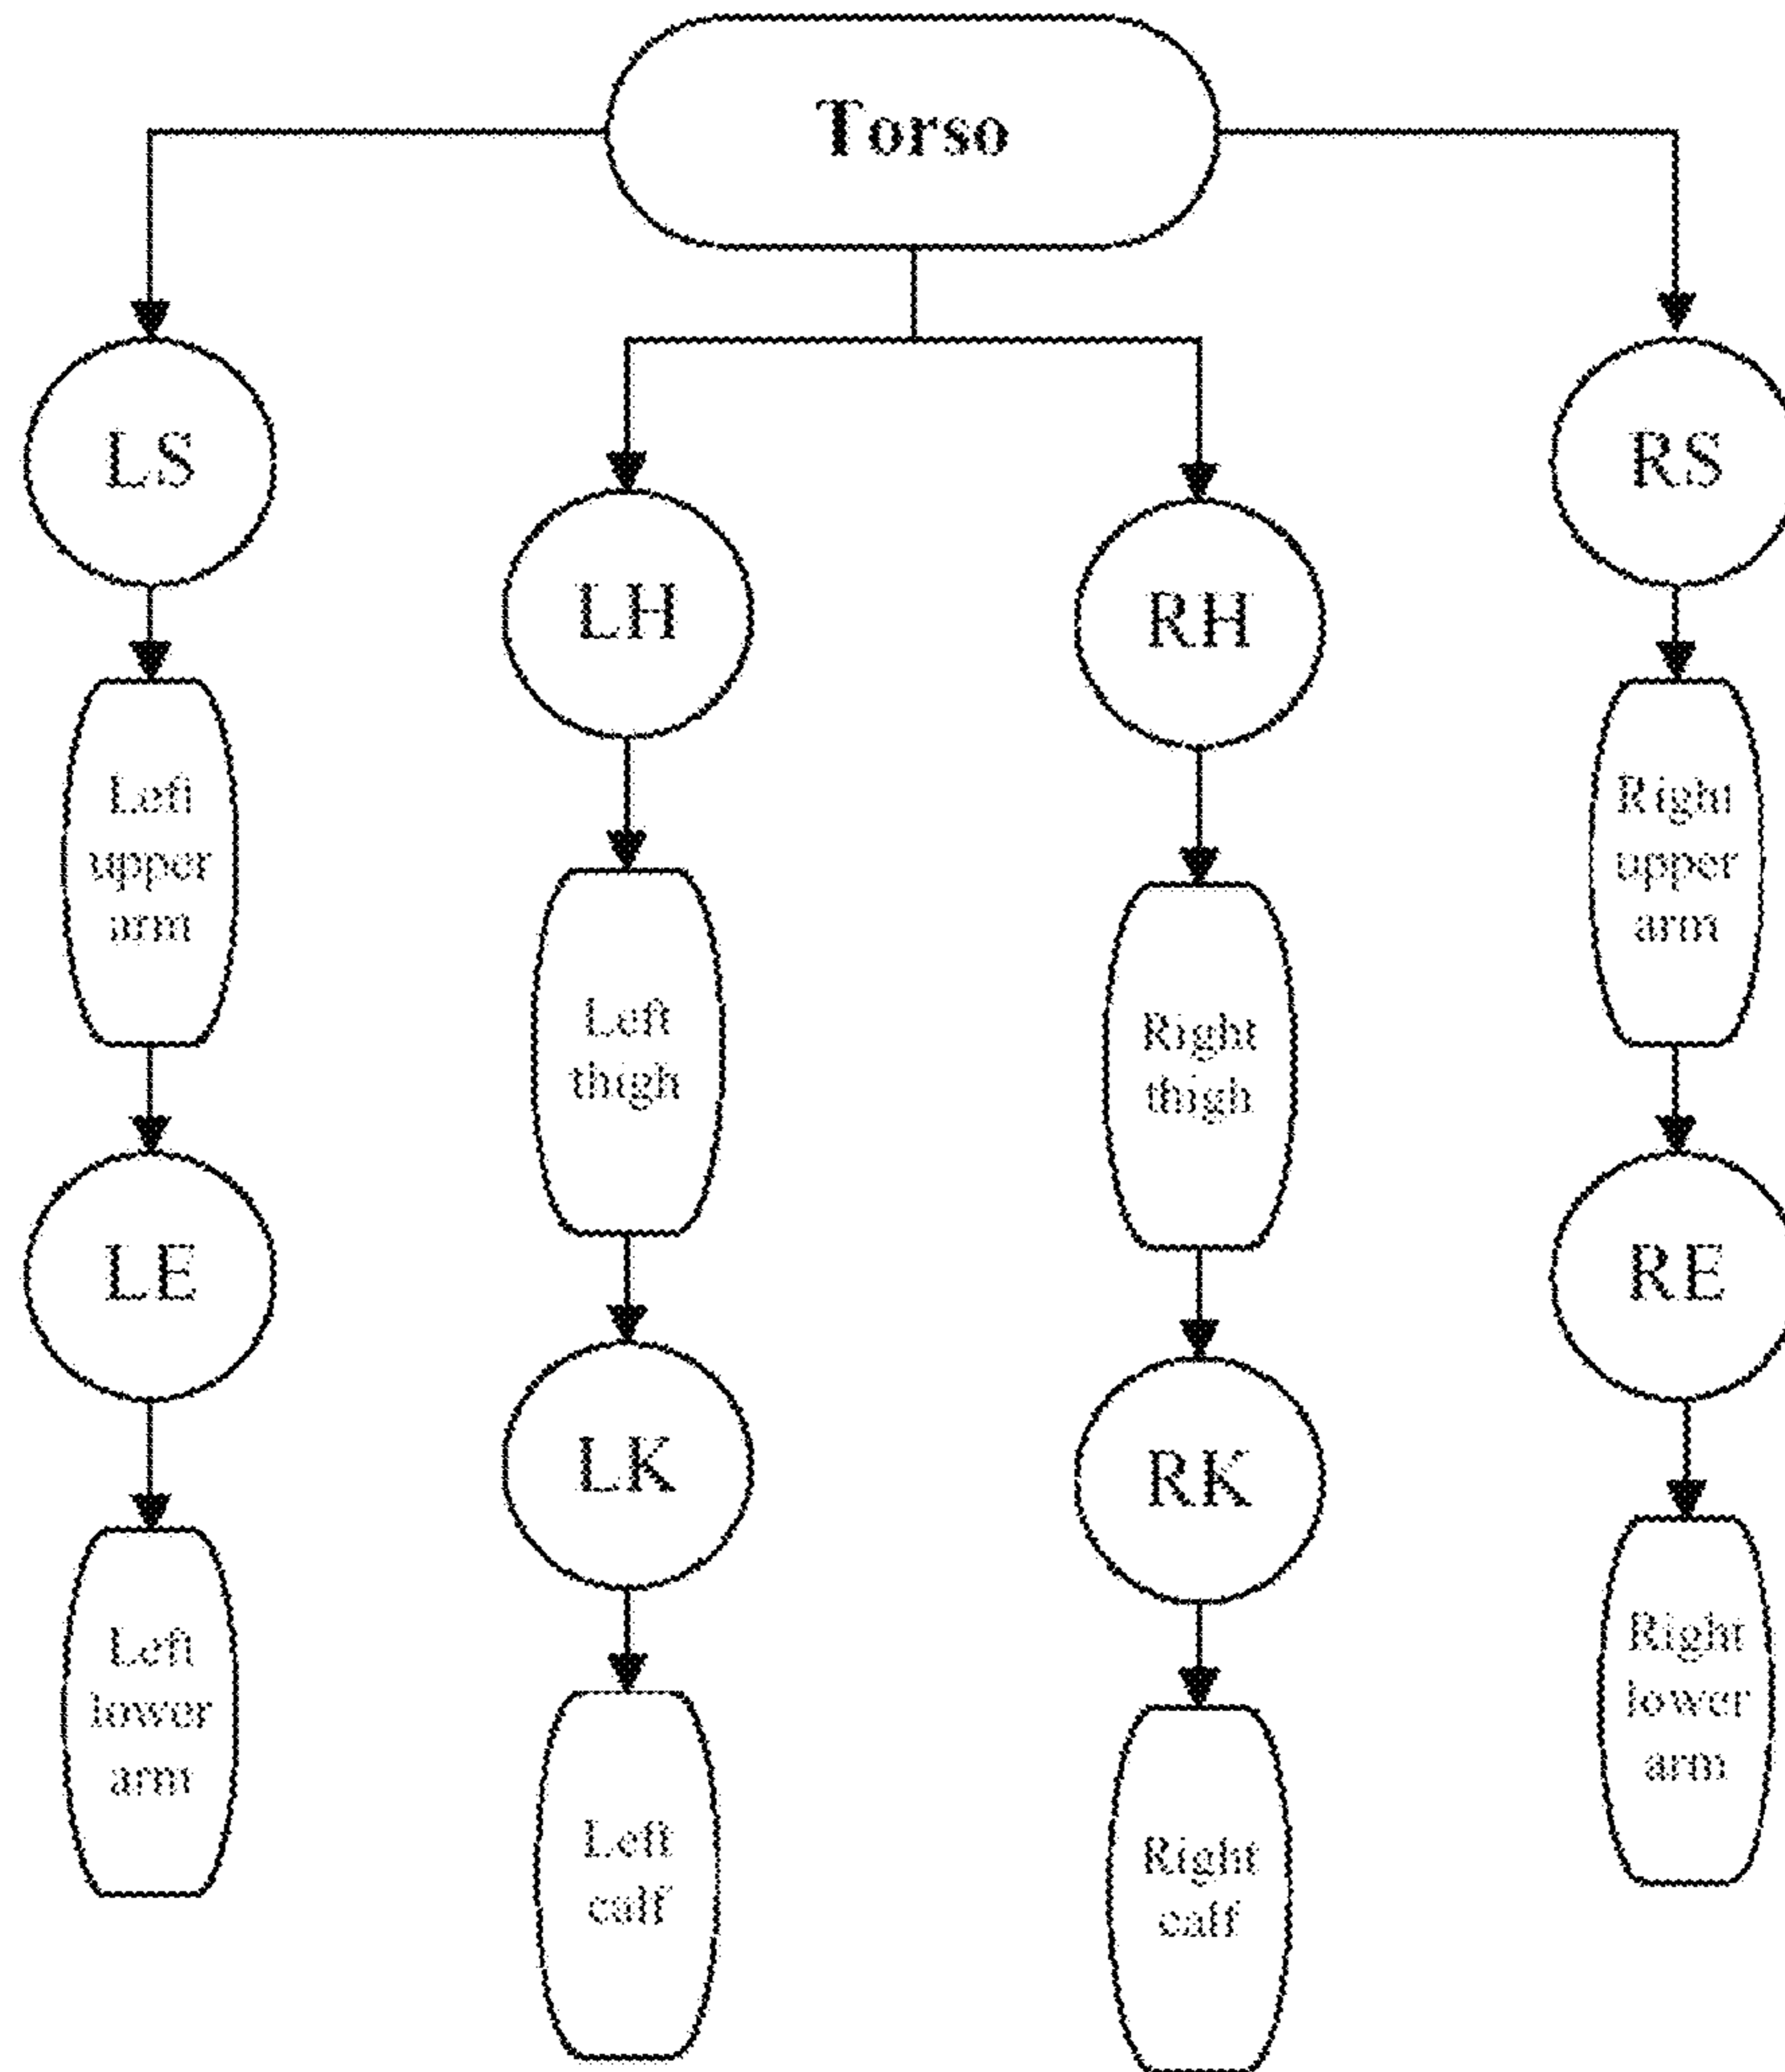 Torso
LS
RS
LH
RH
Left
upper
arm
Right
upper
arm
Left
thigh
Right
thigh
LE
RE
LK
RK
Left
lower
arm
Right
lower
arm
Left
calf
Right
calf